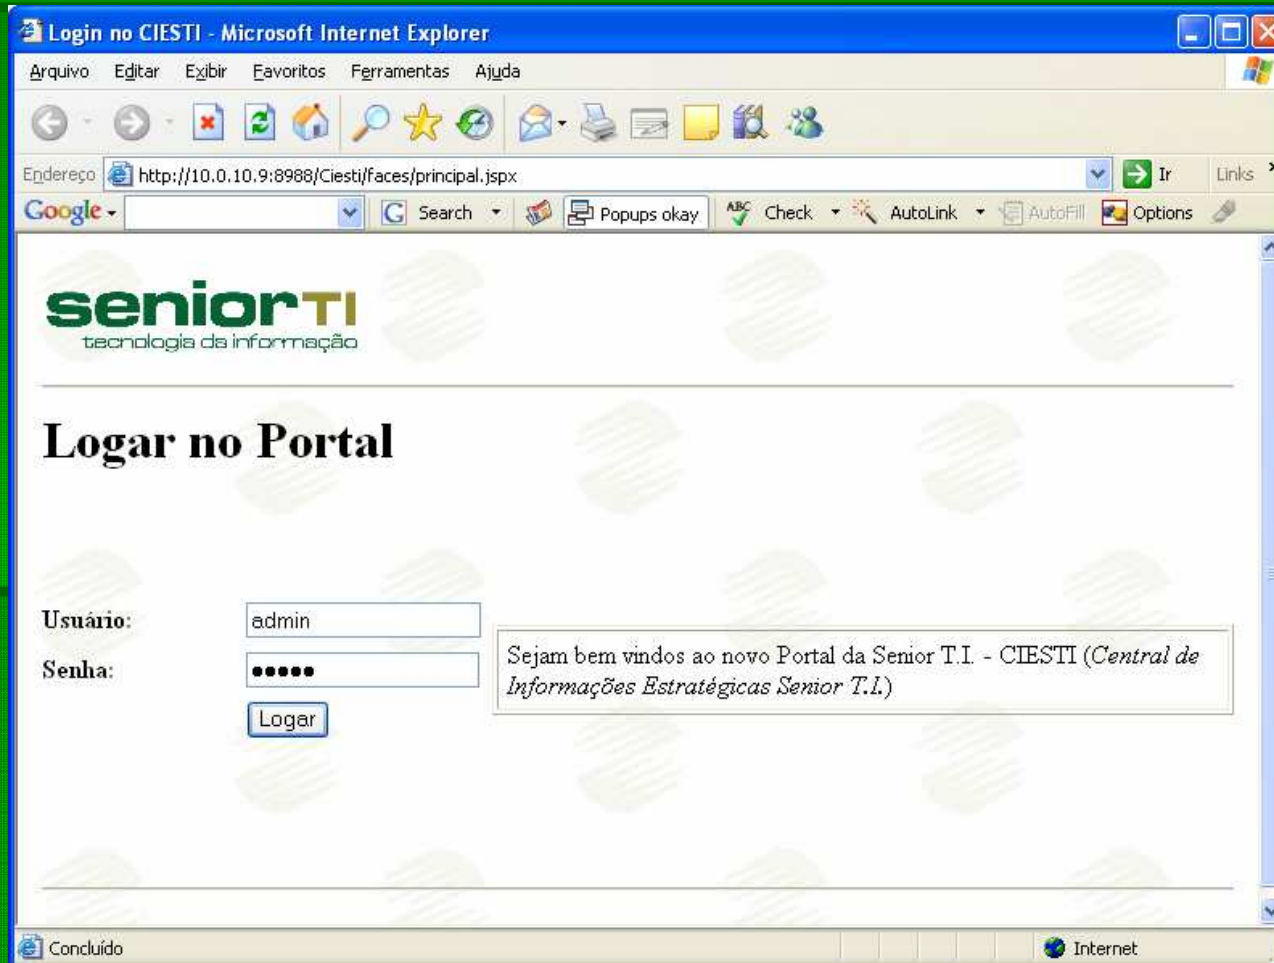 Login no CIESTI - Microsoft Internet Explorer
Arquivo Editar Exibir Favoritos Ferramentas Ajuda
Endereço http://10.0.10.9:8988/Ciesti/faces/principal.jspx Ir Links
Google Search Popups okay ABC Check AutoLink AutoFill Options
seniorTI
tecnologia da informação
Logar no Portal
Usuário: admin
Senha: •••••
Sejam bem vindos ao novo Portal da Senior T.I. - CIESTI (Central de
Informações Estratégicas Senior T.I.)
Logar
Concluído Internet